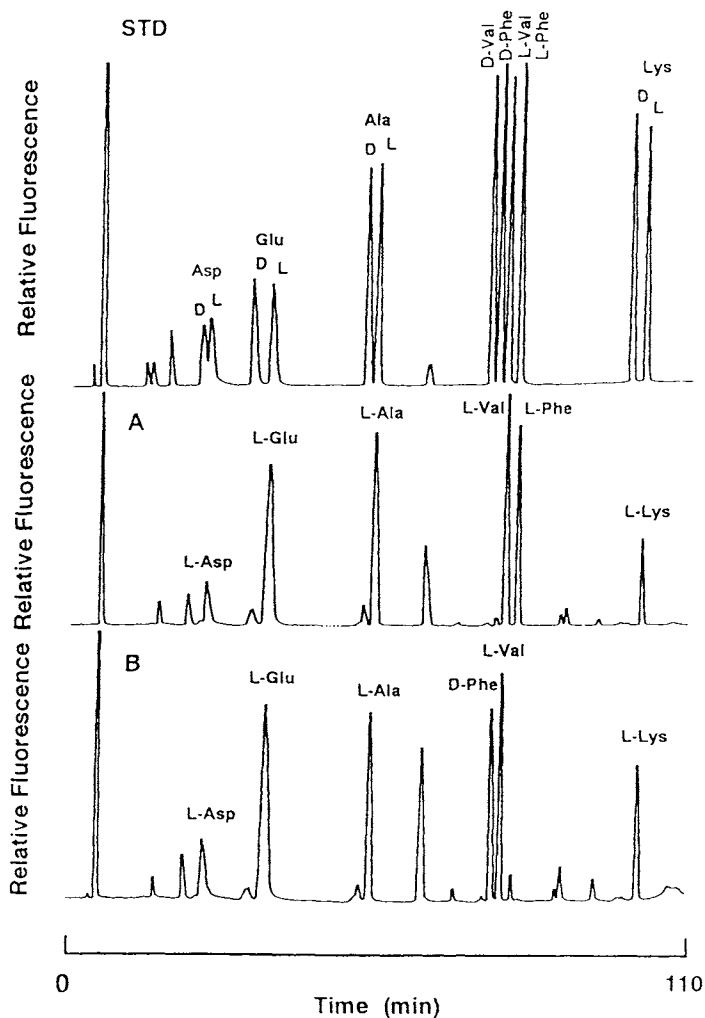 STD
D-Val
D-Phe
L-Val
L-Phe
Lys
D L
Ala
D L
Glu
D L
Asp
D L
Relative Fluorescence
A
L-Asp
L-Glu
L-Ala
L-Val
L-Phe
L-Lys
Relative Fluorescence
B
L-Asp
L-Glu
L-Ala
D-Phe
L-Val
L-Lys
Relative Fluorescence
0
110
Time (min)